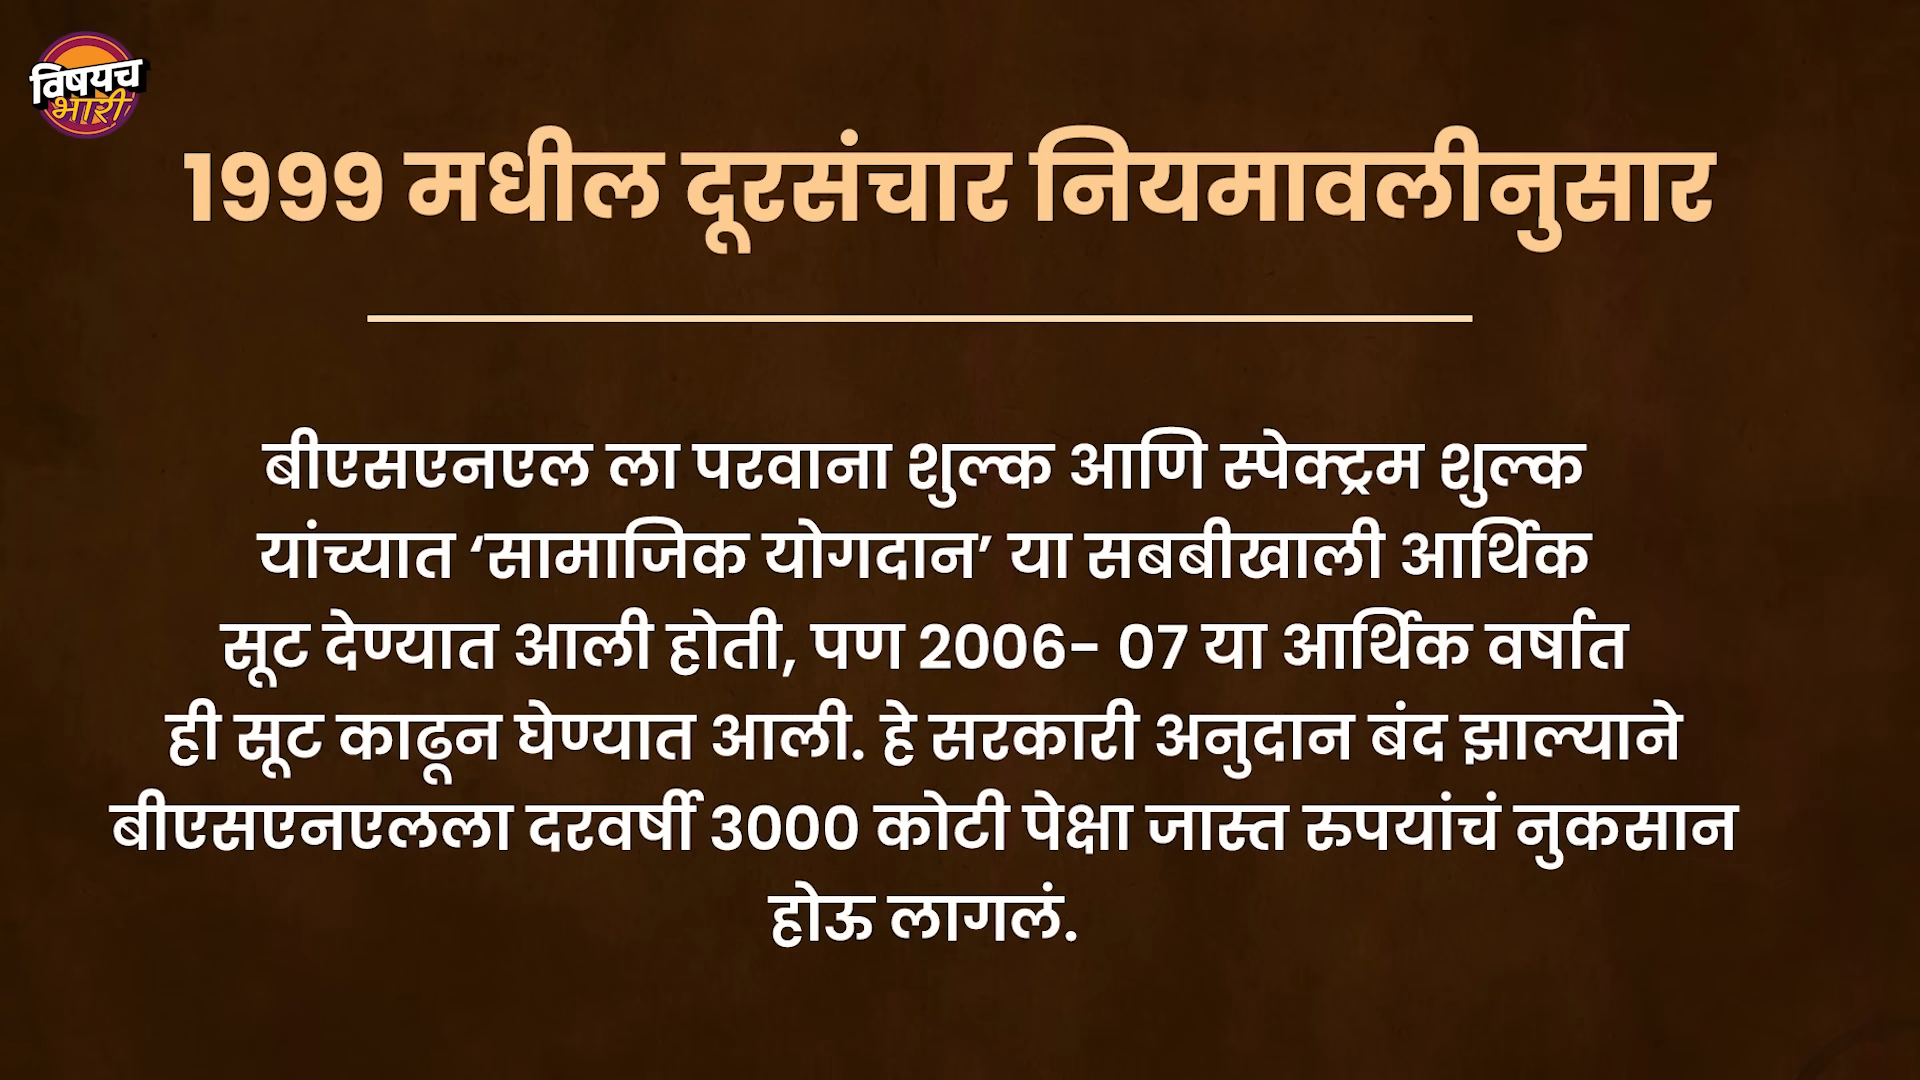 विषयच
भारी
1999 मधील दूरसंचार नियमावलीनुसार
बीएसएनएल ला परवाना शुल्क आणि स्पेक्ट्रम शुल्क
यांच्यात ‘सामाजिक योगदान’ या सबबीखाली आर्थिक
सूट देण्यात आली होती, पण 2006- 07 या आर्थिक वर्षात
ही सूट काढून घेण्यात आली. हे सरकारी अनुदान बंद झाल्याने
बीएसएनएलला दरवर्षी 3000 कोटी पेक्षा जास्त रुपयांचं नुकसान
होऊ लागलं.